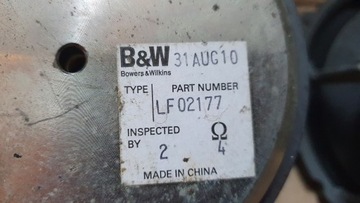 B&W 31AUG10
Bowers & Wilkins
TYPE PART NUMBER
LF02177
INSPECTED Ω
BY 2 4
MADE IN CHINA